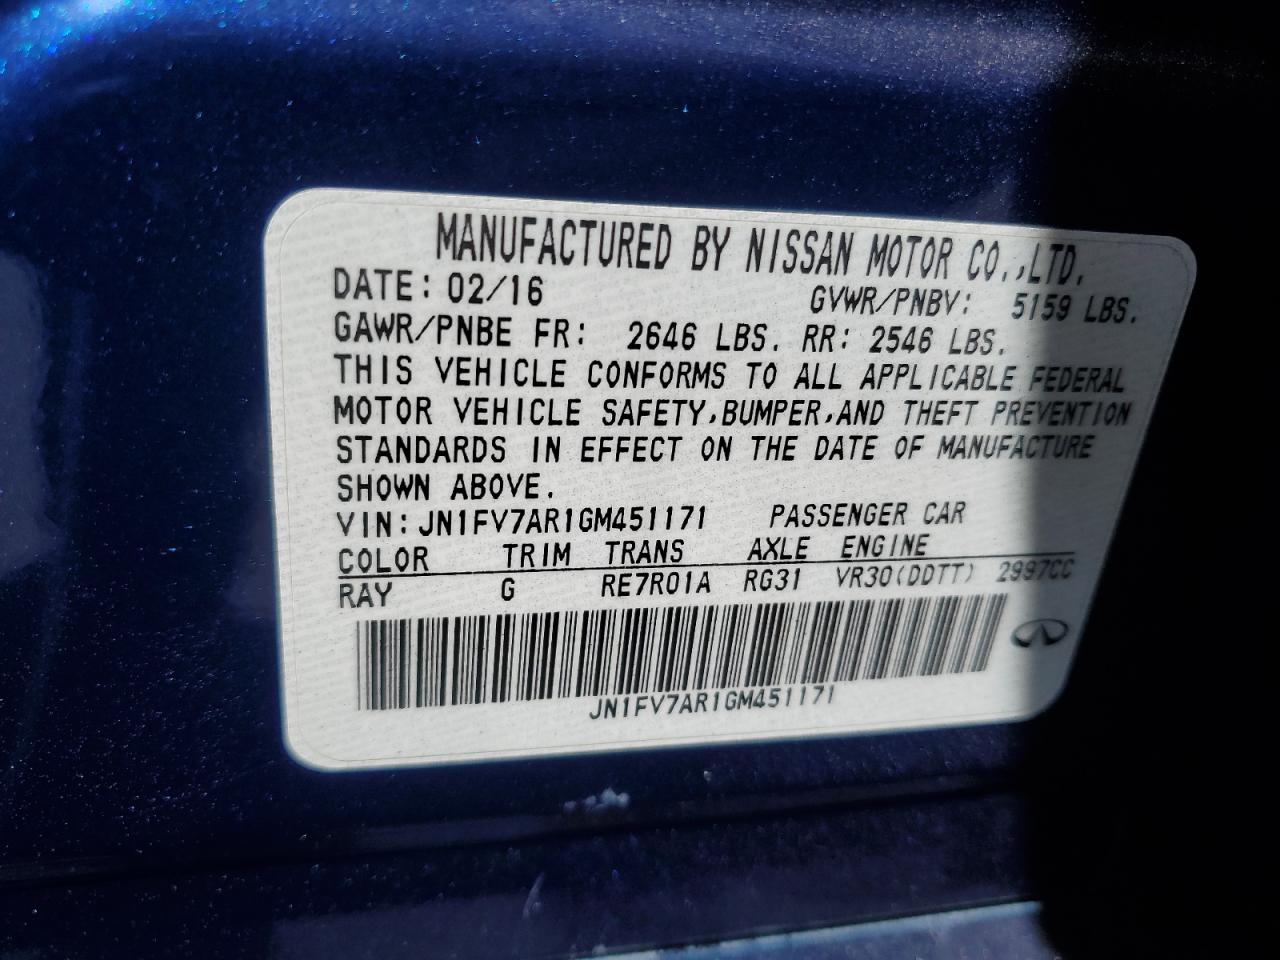 MANUFACTURED BY NISSAN MOTOR CO.,LTD.
DATE: 02/16 GVWR/PNBV: 5159 LBS.
GAWR/PNBE FR: 2646 LBS. RR: 2546 LBS.
THIS VEHICLE CONFORMS TO ALL APPLICABLE FEDERAL
MOTOR VEHICLE SAFETY,BUMPER,AND THEFT PREVENTION
STANDARDS IN EFFECT ON THE DATE OF MANUFACTURE
SHOWN ABOVE.
VIN: JN1FV7AR1GM451171 PASSENGER CAR
COLOR TRIM TRANS AXLE ENGINE
RAY G RE7R01A RG31 VR30(DDTT) 2997CC
JN1FV7AR1GM451171